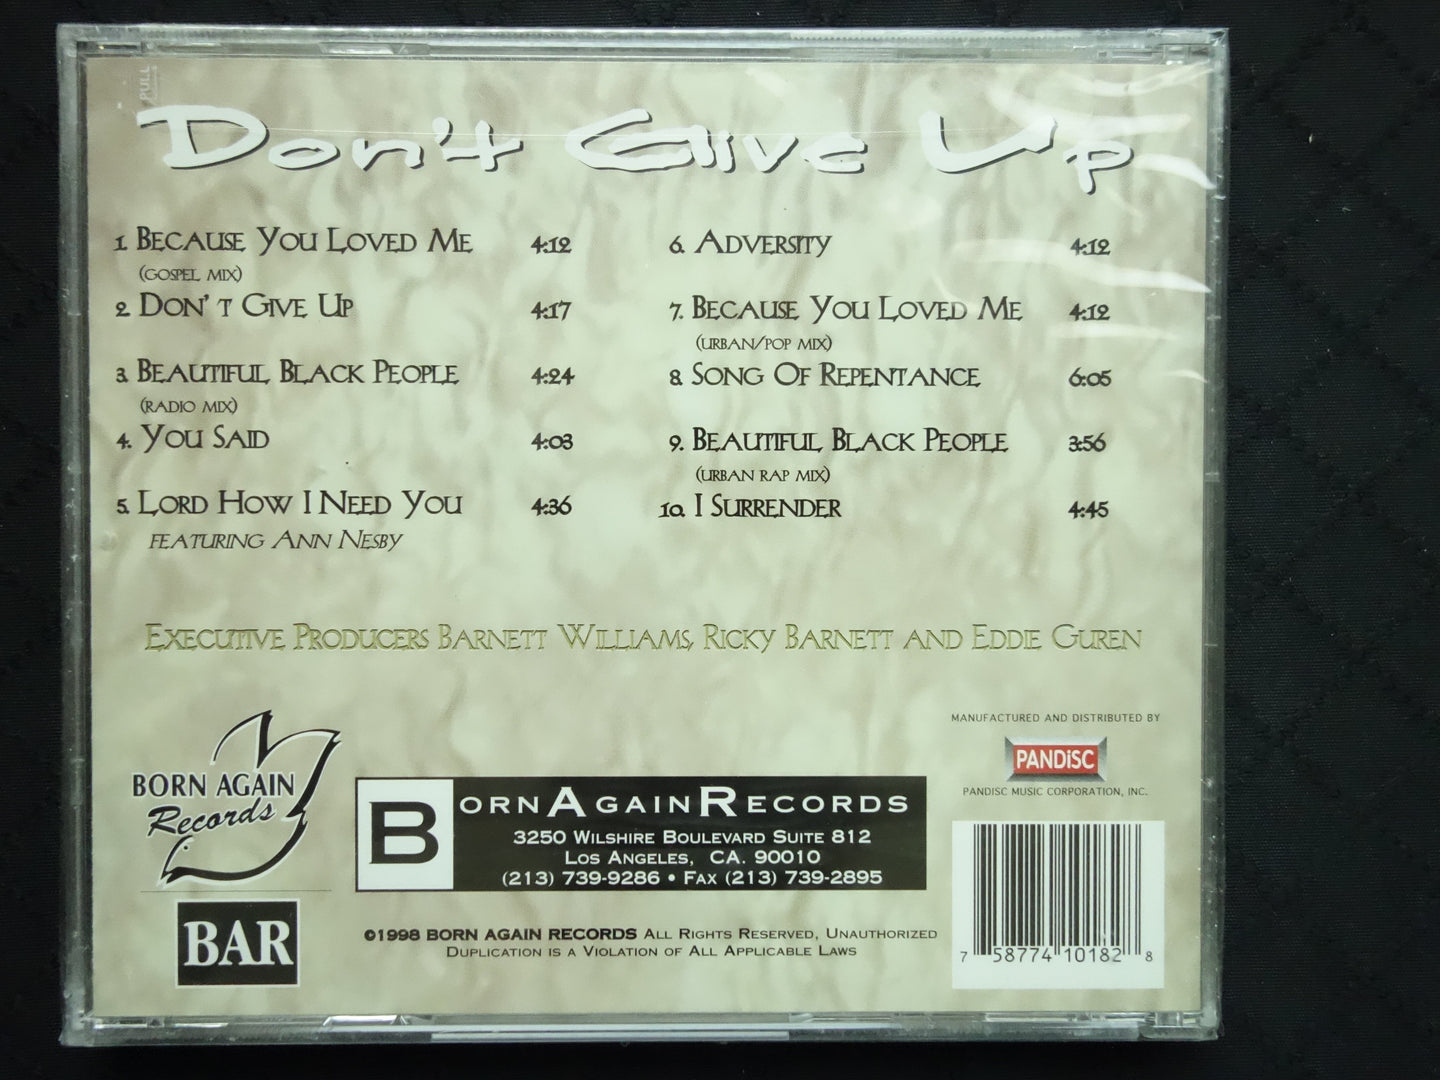 PULL
Don't Give Up
1. Because You Loved Me 4:12
(Gospel Mix)
2. Don' t Give Up 4:17
3. Beautiful Black People 4:24
(Radio Mix)
4. You Said 4:03
5. Lord How I Need You 4:36
featuring Ann Nesby
6. Adversity 4:12
7. Because You Loved Me 4:12
(Urban/Pop Mix)
8. Song Of Repentance 6:05
9. Beautiful Black People 3:56
(Urban Rap Mix)
10. I Surrender 4:45
Executive Producers Barnett Williams, Ricky Barnett and Eddie Guren
BORN AGAIN
Records
BAR
Born Again Records
3250 Wilshire Boulevard Suite 812
Los Angeles, CA. 90010
(213) 739-9286 • Fax (213) 739-2895
©1998 BORN AGAIN RECORDS All Rights Reserved, Unauthorized
Duplication is a Violation of All Applicable Laws
MANUFACTURED AND DISTRIBUTED BY
PANDiSC
PANDISC MUSIC CORPORATION, INC.
7 58774 10182 8